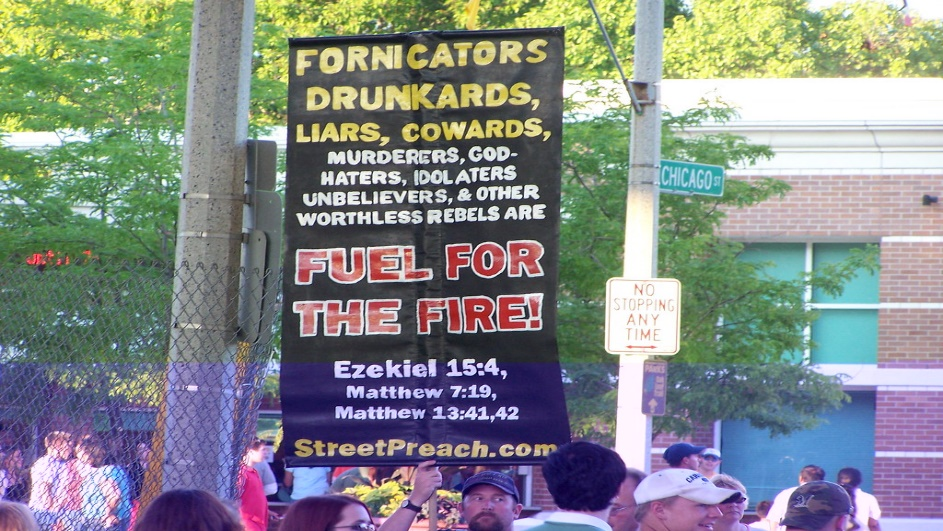 FORNICATORS
DRUNKARDS,
LIARS, COWARDS,
MURDERERS, GOD-
HATERS, IDOLATERS
UNBELIEVERS, & OTHER
WORTHLESS REBELS ARE
FUEL FOR
THE FIRE!
Ezekiel 15:4,
Matthew 7:19,
Matthew 13:41,42
StreetPreach.com
CHICAGO ST
NO
STOPPING
ANY
TIME